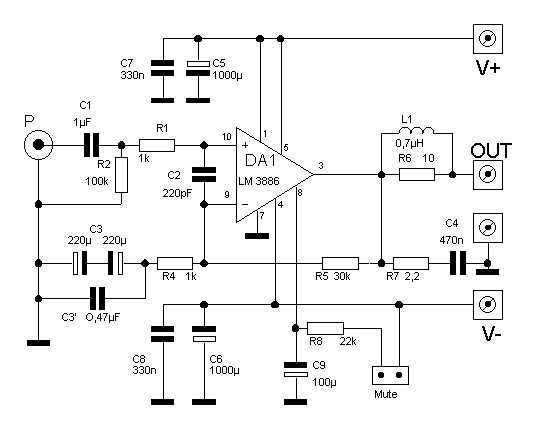 C7
330n
C5
1000µ
V+
C1
1µF
P
R1
1k
10
+
1
5
L1
0,7µH
R6 10
OUT
R2
100k
C2
220pF
DA1
LM 3886
3
9
−
7
4
8
C3
220µ 220µ
C4
470n
R4 1k
R5 30k
R7 2,2
C3' O,47µF
V-
C8
330n
C6
1000µ
R8 22k
C9
100µ
Mute